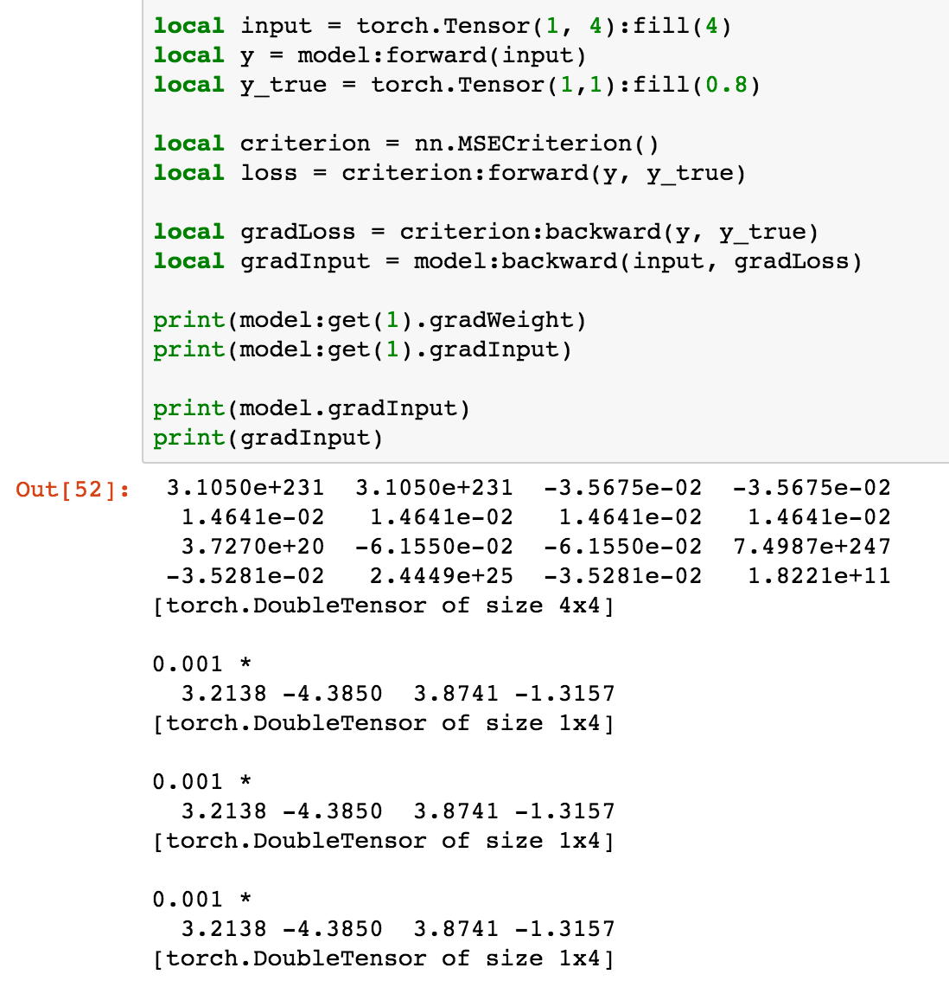 local input = torch.Tensor(1, 4):fill(4)
local y = model:forward(input)
local y_true = torch.Tensor(1,1):fill(0.8)
local criterion = nn.MSECriterion()
local loss = criterion:forward(y, y_true)
local gradLoss = criterion:backward(y, y_true)
local gradInput = model:backward(input, gradLoss)
print(model:get(1).gradWeight)
print(model:get(1).gradInput)
print(model.gradInput)
print(gradInput)
Out[52]: 3.1050e+231 3.1050e+231 -3.5675e-02 -3.5675e-02
1.4641e-02 1.4641e-02 1.4641e-02 1.4641e-02
3.7270e+20 -6.1550e-02 -6.1550e-02 7.4987e+247
-3.5281e-02 2.4449e+25 -3.5281e-02 1.8221e+11
[torch.DoubleTensor of size 4x4]
0.001 *
3.2138 -4.3850 3.8741 -1.3157
[torch.DoubleTensor of size 1x4]
0.001 *
3.2138 -4.3850 3.8741 -1.3157
[torch.DoubleTensor of size 1x4]
0.001 *
3.2138 -4.3850 3.8741 -1.3157
[torch.DoubleTensor of size 1x4]